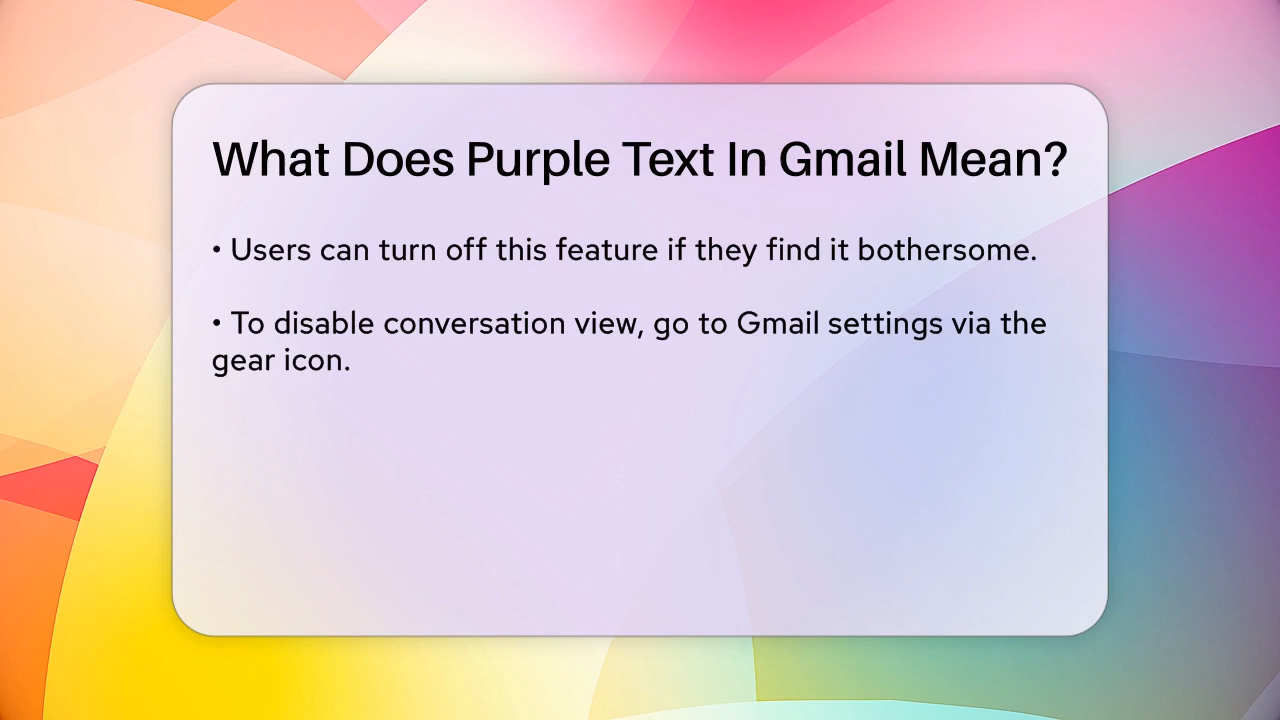 What Does Purple Text In Gmail Mean?
• Users can turn off this feature if they find it bothersome.
• To disable conversation view, go to Gmail settings via the
gear icon.